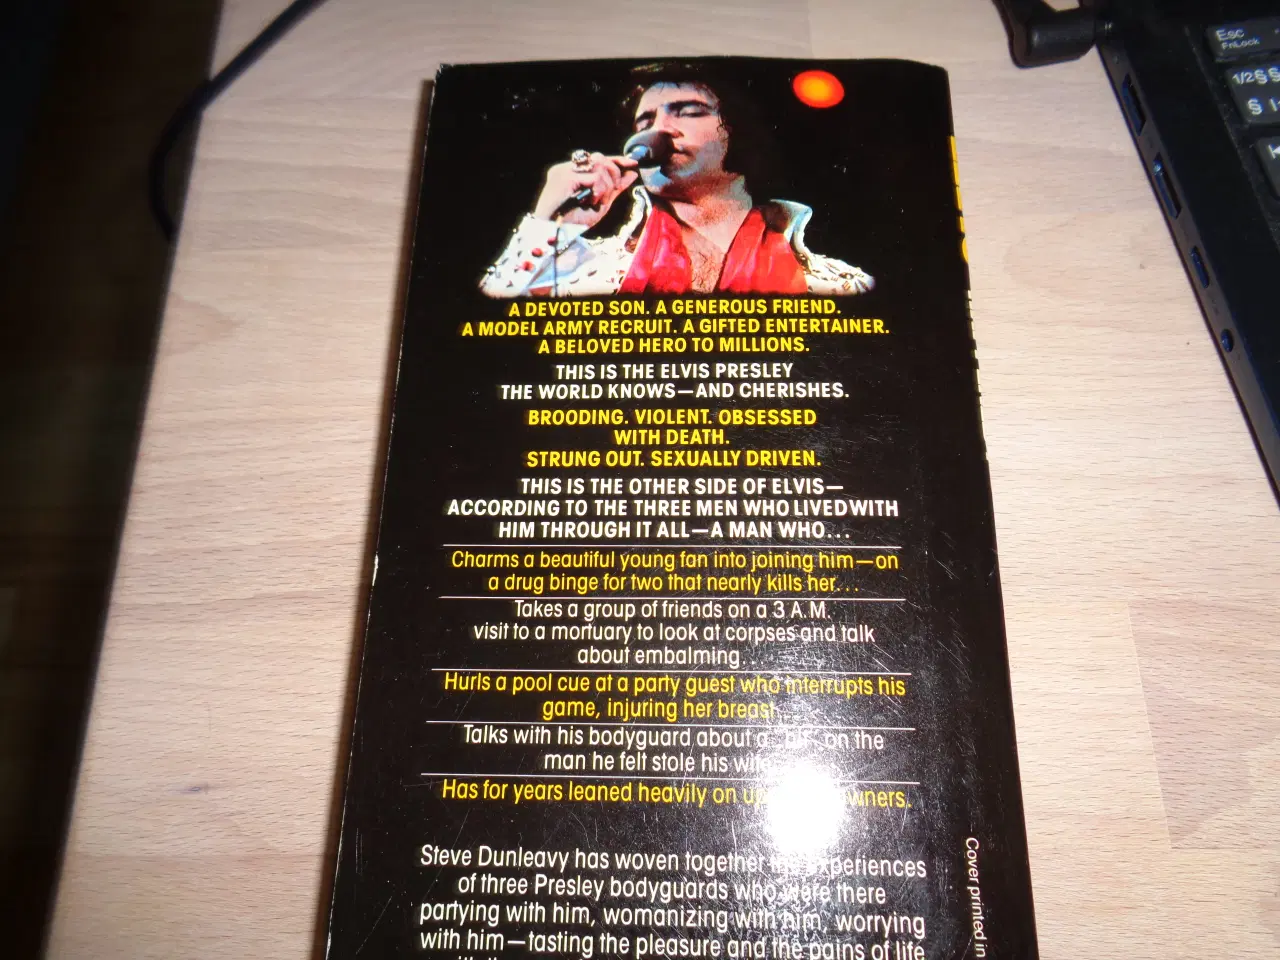 A DEVOTED SON. A GENEROUS FRIEND.
A MODEL ARMY RECRUIT. A GIFTED ENTERTAINER.
A BELOVED HERO TO MILLIONS.
THIS IS THE ELVIS PRESLEY
THE WORLD KNOWS—AND CHERISHES.
BROODING. VIOLENT. OBSESSED
WITH DEATH.
STRUNG OUT. SEXUALLY DRIVEN.
THIS IS THE OTHER SIDE OF ELVIS—
ACCORDING TO THE THREE MEN WHO LIVED WITH
HIM THROUGH IT ALL—A MAN WHO...
Charms a beautiful young fan into joining him—on
a drug binge for two that nearly kills her...
Takes a group of friends on a 3 A.M.
visit to a mortuary to look at corpses and talk
about embalming...
Hurls a pool cue at a party guest who interrupts his
game, injuring her breast...
Talks with his bodyguard about a on the
man he felt stole his wife
Has for years leaned heavily on
Steve Dunleavy has woven together the experiences
of three Presley bodyguards who were there
partying with him, womanizing with him, worrying
with him—tasting the pleasure and the pains of life
Cover printed in
Esc
FnLock
1/2
§